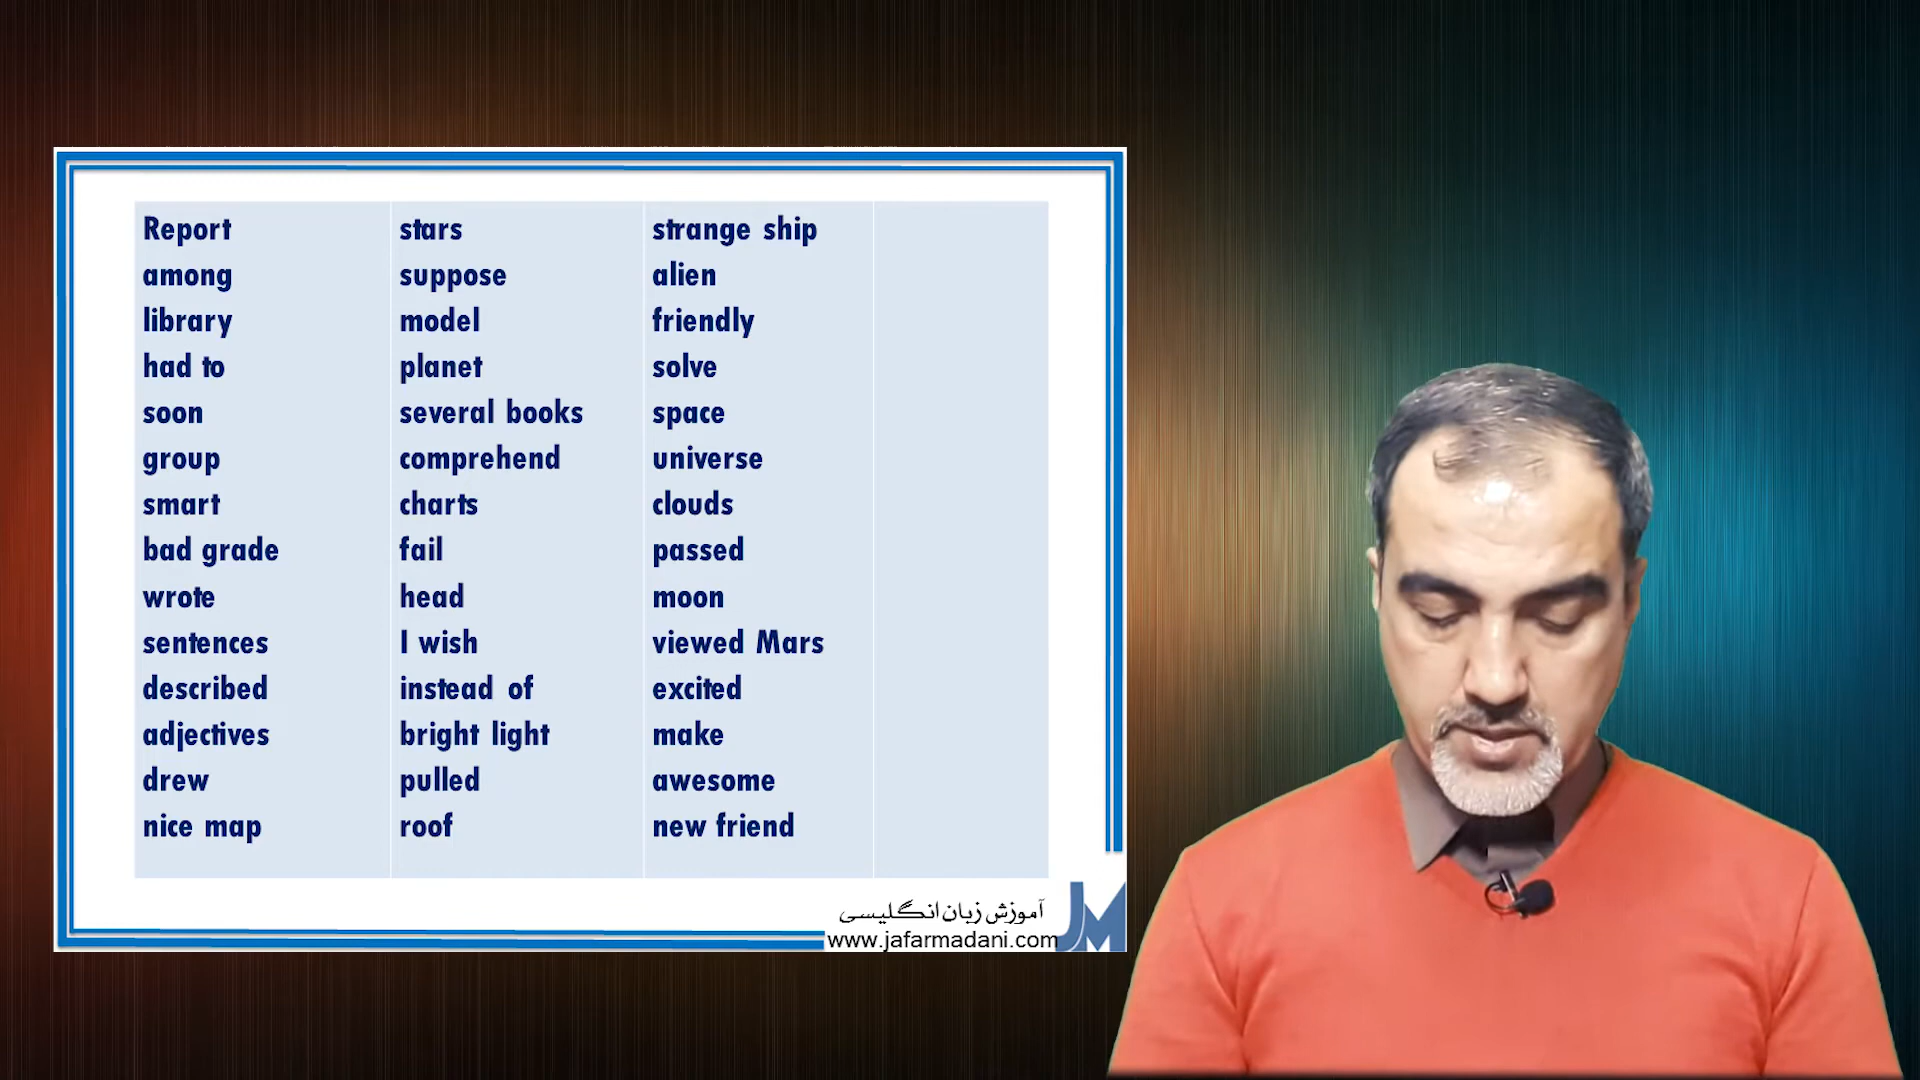 Report
among
library
had to
soon
group
smart
bad grade
wrote
sentences
described
adjectives
drew
nice map
stars
suppose
model
planet
several books
comprehend
charts
fail
head
I wish
instead of
bright light
pulled
roof
strange ship
alien
friendly
solve
space
universe
clouds
passed
moon
viewed Mars
excited
make
awesome
new friend
آموزش زبان انگلیسی
www.jafarmadani.com
JM